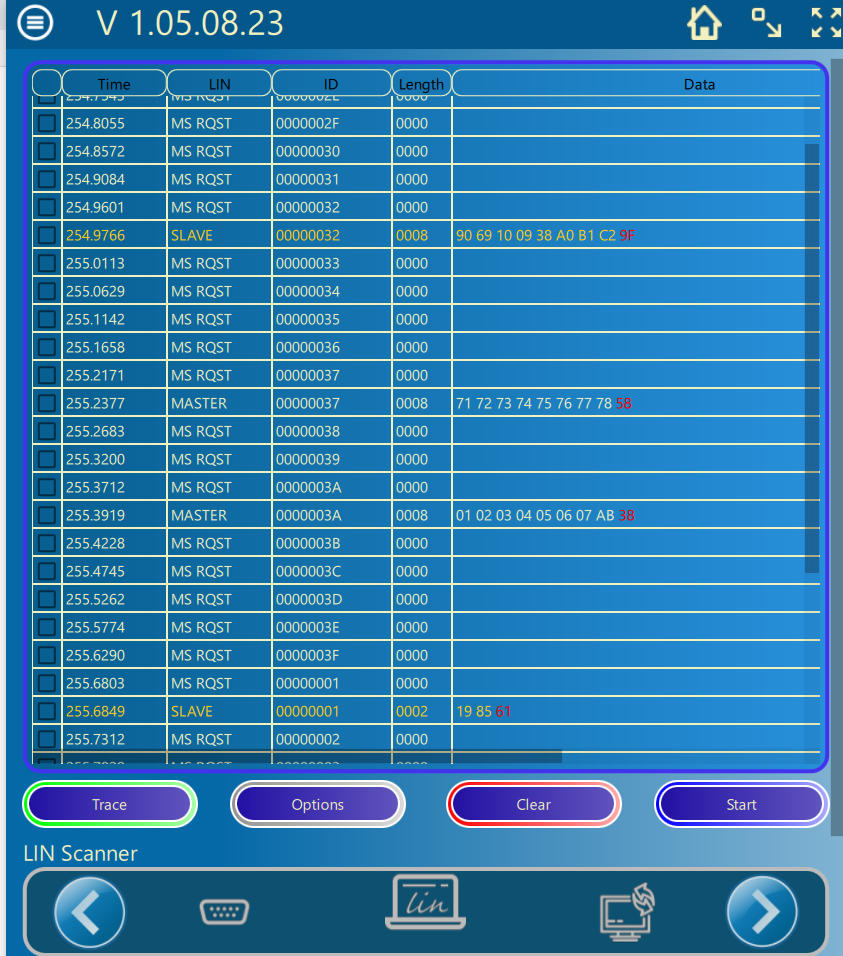 V 1.05.08.23
Time LIN ID Length Data
254.8055 MS RQST 0000002F 0000
254.8572 MS RQST 00000030 0000
254.9084 MS RQST 00000031 0000
254.9601 MS RQST 00000032 0000
254.9766 SLAVE 00000032 0008 90 69 10 09 38 A0 B1 C2 9F
255.0113 MS RQST 00000033 0000
255.0629 MS RQST 00000034 0000
255.1142 MS RQST 00000035 0000
255.1658 MS RQST 00000036 0000
255.2171 MS RQST 00000037 0000
255.2377 MASTER 00000037 0008 71 72 73 74 75 76 77 78 58
255.2683 MS RQST 00000038 0000
255.3200 MS RQST 00000039 0000
255.3712 MS RQST 0000003A 0000
255.3919 MASTER 0000003A 0008 01 02 03 04 05 06 07 AB 38
255.4228 MS RQST 0000003B 0000
255.4745 MS RQST 0000003C 0000
255.5262 MS RQST 0000003D 0000
255.5774 MS RQST 0000003E 0000
255.6290 MS RQST 0000003F 0000
255.6803 MS RQST 00000001 0000
255.6849 SLAVE 00000001 0002 19 85 61
255.7312 MS RQST 00000002 0000
Trace Options Clear Start
LIN Scanner
lin